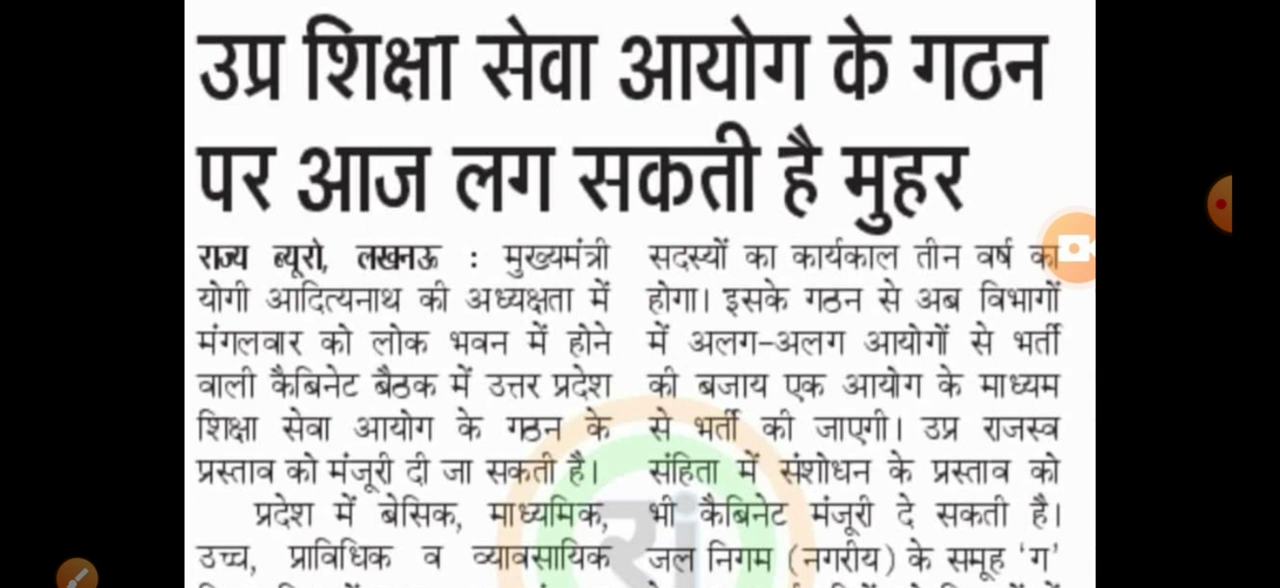 उप्र शिक्षा सेवा आयोग के गठन
पर आज लग सकती है मुहर
राज्य ब्यूरो, लखनऊ : मुख्यमंत्री
योगी आदित्यनाथ की अध्यक्षता में
मंगलवार को लोक भवन में होने
वाली कैबिनेट बैठक में उत्तर प्रदेश
शिक्षा सेवा आयोग के गठन के
प्रस्ताव को मंजूरी दी जा सकती है।
प्रदेश में बेसिक, माध्यमिक,
उच्च, प्राविधिक व व्यावसायिक
सदस्यों का कार्यकाल तीन वर्ष का
होगा। इसके गठन से अब विभागों
में अलग-अलग आयोगों से भर्ती
की बजाय एक आयोग के माध्यम
से भर्ती की जाएगी। उप्र राजस्व
संहिता में संशोधन के प्रस्ताव को
भी कैबिनेट मंजूरी दे सकती है।
जल निगम (नगरीय) के समूह 'ग'